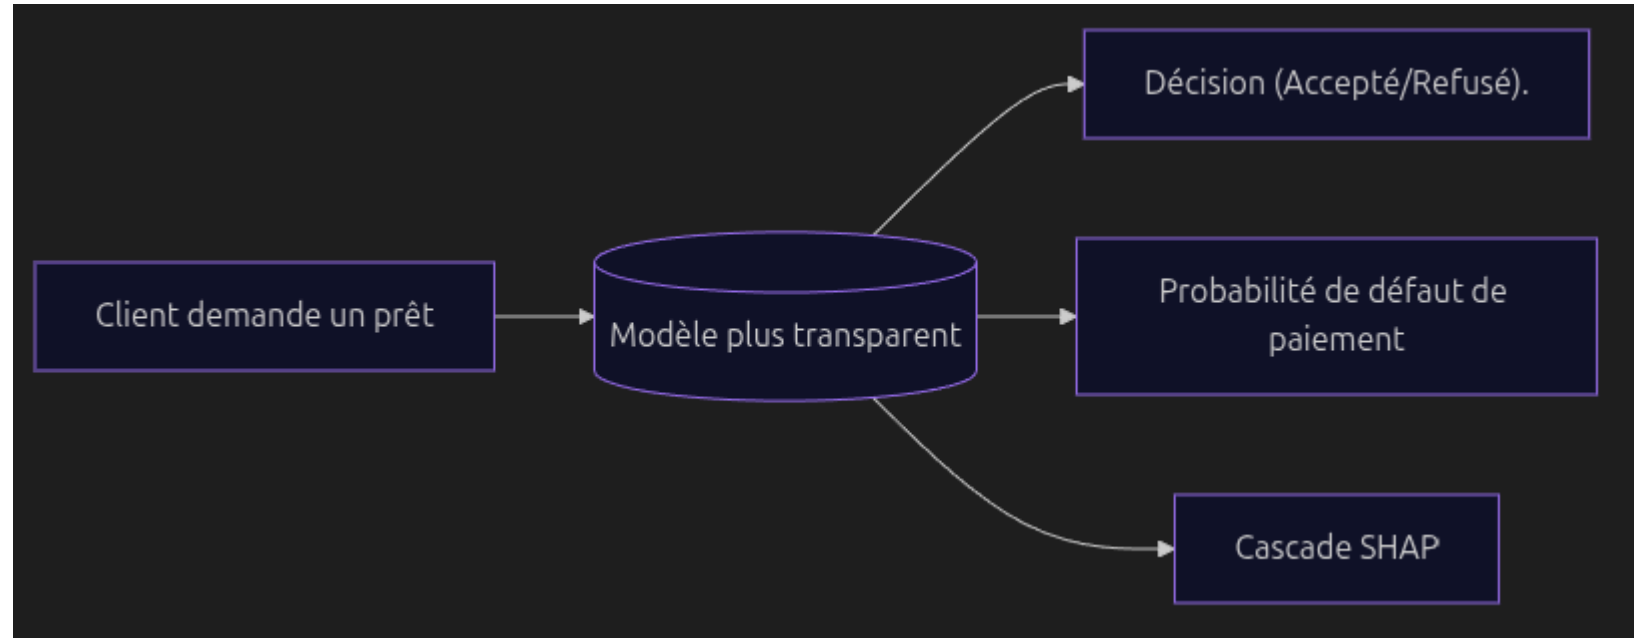 Décision (Accepté/Refusé).
Client demande un prêt
Modèle plus transparent
Probabilité de défaut de
paiement
Cascade SHAP